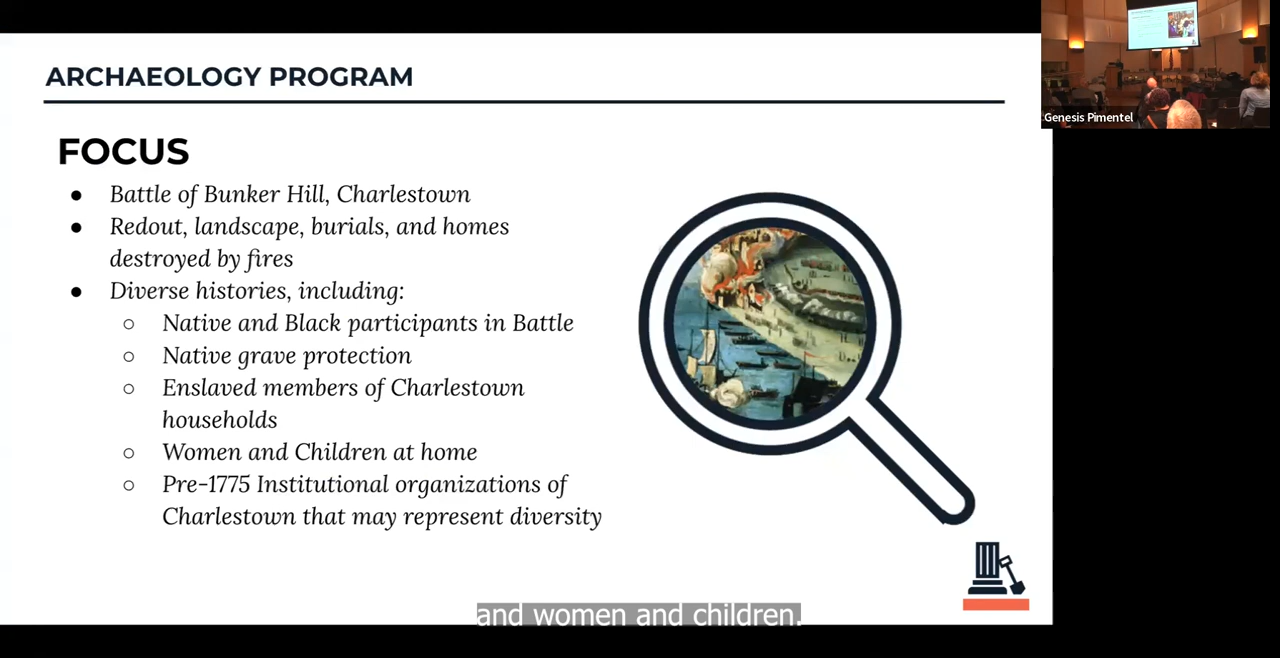 ARCHAEOLOGY PROGRAM
FOCUS
● Battle of Bunker Hill, Charlestown
● Redout, landscape, burials, and homes
destroyed by fires
● Diverse histories, including:
○ Native and Black participants in Battle
○ Native grave protection
○ Enslaved members of Charlestown
households
○ Women and Children at home
○ Pre-1775 Institutional organizations of
Charlestown that may represent diversity
Genesis Pimentel
and women and children.